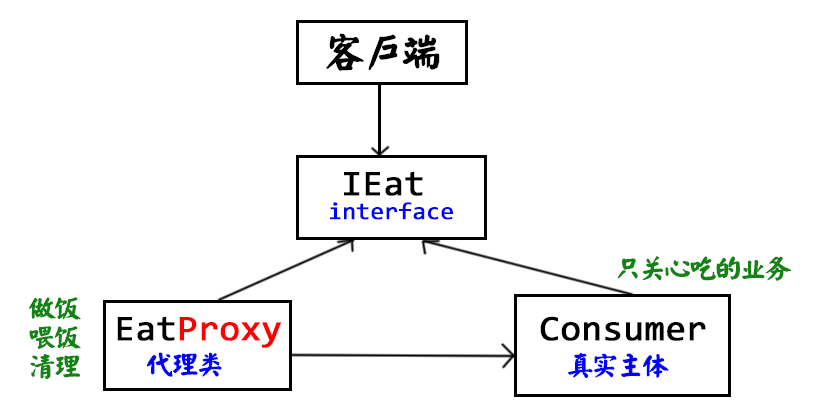 客户端
IEat
interface
只关心吃的业务
做饭
喂饭
清理
EatProxy
代理类
Consumer
真实主体